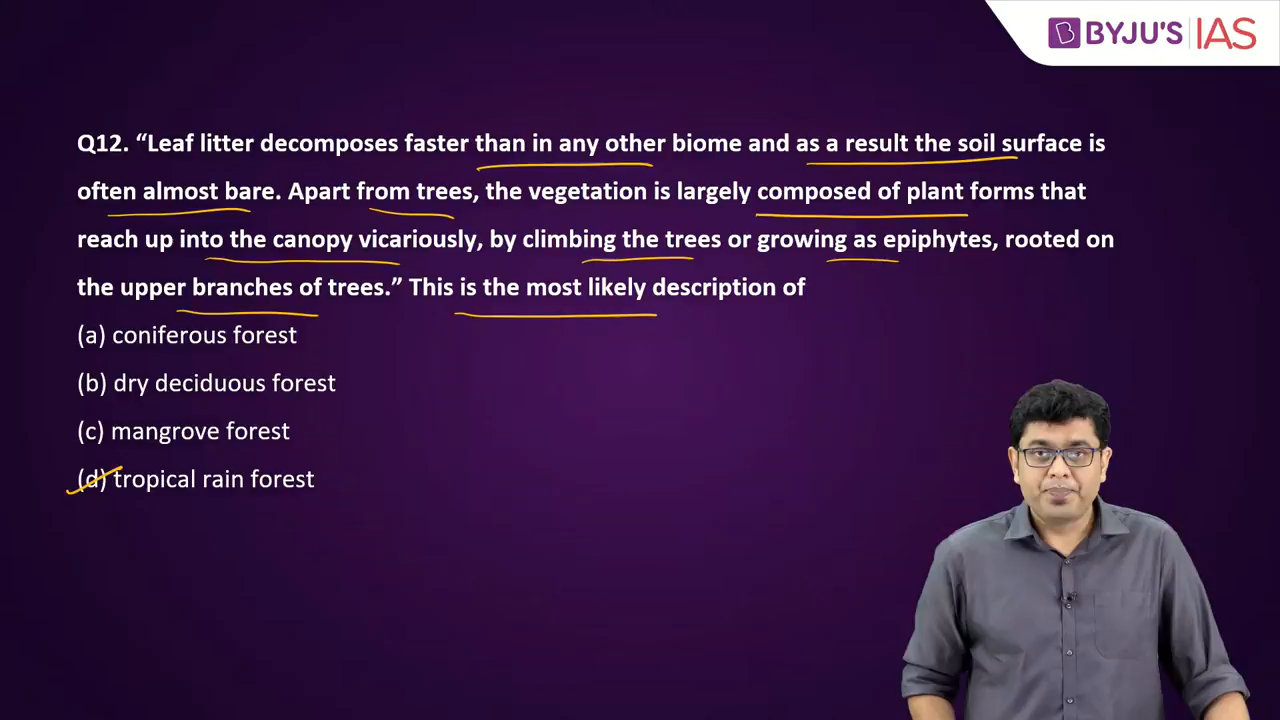 BYJU'S IAS
Q12. “Leaf litter decomposes faster than in any other biome and as a result the soil surface is
often almost bare. Apart from trees, the vegetation is largely composed of plant forms that
reach up into the canopy vicariously, by climbing the trees or growing as epiphytes, rooted on
the upper branches of trees.” This is the most likely description of
(a) coniferous forest
(b) dry deciduous forest
(c) mangrove forest
(d) tropical rain forest